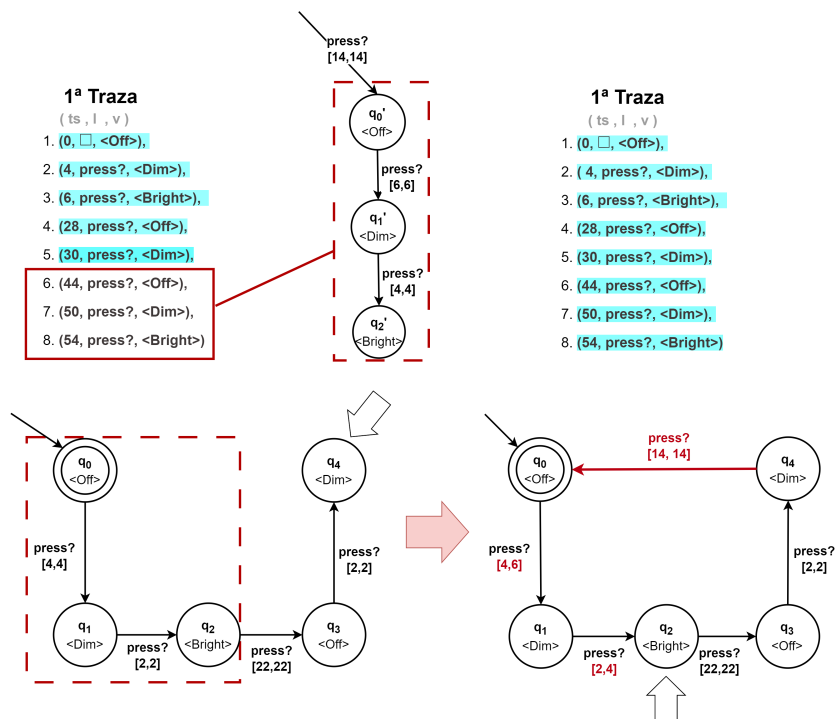 press?
[14,14]
1ª Traza
( ts , l , v )
1. (0, □, <Off>),
2. (4, press?, <Dim>),
3. (6, press?, <Bright>),
4. (28, press?, <Off>),
5. (30, press?, <Dim>),
6. (44, press?, <Off>),
7. (50, press?, <Dim>),
8. (54, press?, <Bright>)
q0'
<Off>
press?
[6,6]
q1'
<Dim>
press?
[4,4]
q2'
<Bright>
1ª Traza
( ts , l , v )
1. (0, □, <Off>),
2. ( 4, press?, <Dim>),
3. (6, press?, <Bright>),
4. (28, press?, <Off>),
5. (30, press?, <Dim>),
6. (44, press?, <Off>),
7. (50, press?, <Dim>),
8. (54, press?, <Bright>)
q0
<Off>
press?
[4,4]
q1
<Dim>
press?
[2,2]
q2
<Bright>
press?
[22,22]
q3
<Off>
press?
[2,2]
q4
<Dim>
q0
<Off>
press?
[4,6]
q1
<Dim>
press?
[2,4]
q2
<Bright>
press?
[22,22]
q3
<Off>
press?
[2,2]
q4
<Dim>
press?
[14, 14]